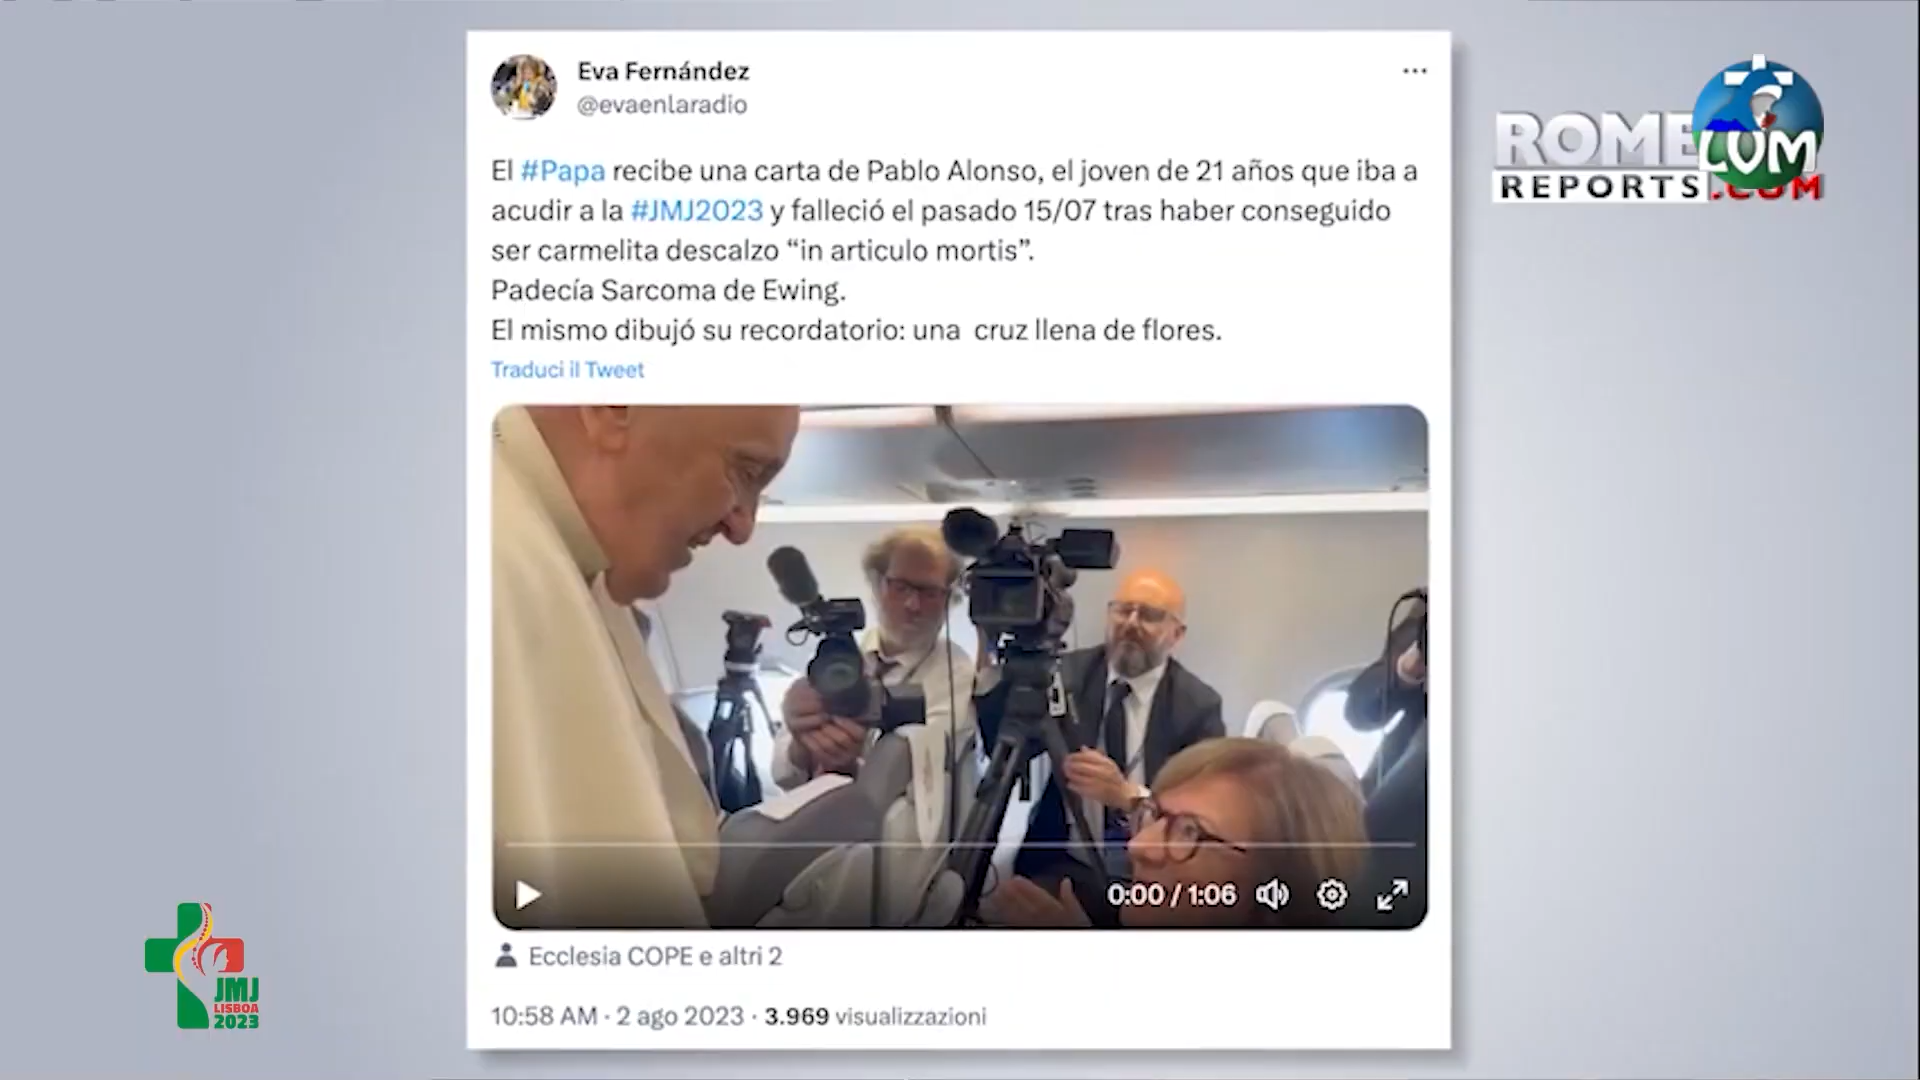 Eva Fernández
@evaenlaradio
El #Papa recibe una carta de Pablo Alonso, el joven de 21 años que iba a
acudir a la #JMJ2023 y falleció el pasado 15/07 tras haber conseguido
ser carmelita descalzo “in articulo mortis”.
Padecía Sarcoma de Ewing.
El mismo dibujó su recordatorio: una cruz llena de flores.
Traduci il Tweet
0:00 / 1:06
Ecclesia COPE e altri 2
10:58 AM · 2 ago 2023 · 3.969 visualizzazioni
ROME
REPORTS
LVM
JMJ
LISBOA
2023